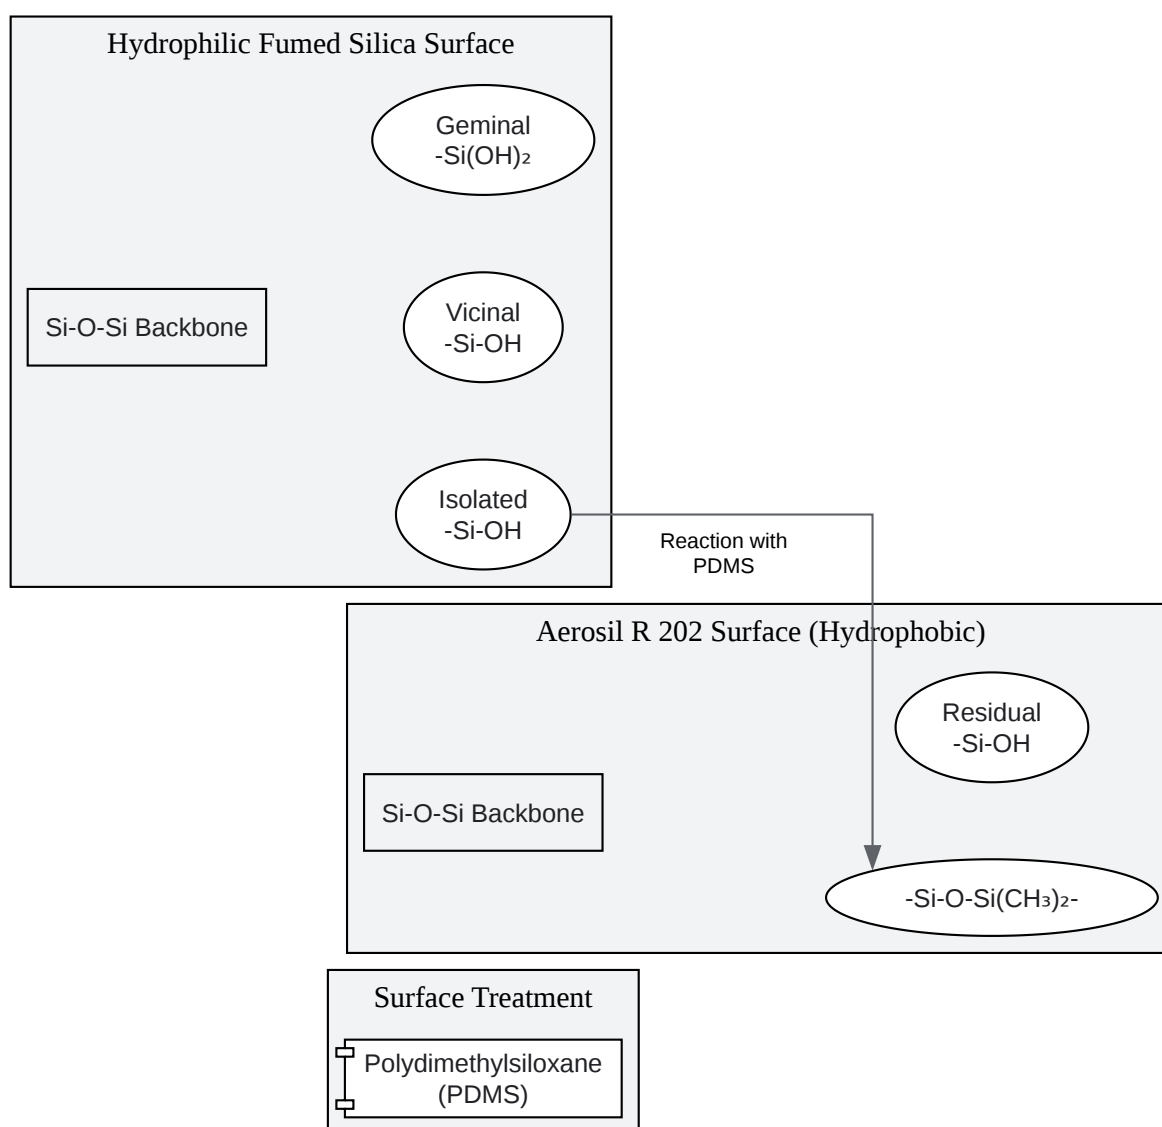 Hydrophilic Fumed Silica Surface
Geminal
-Si(OH)₂
Si-O-Si Backbone
Vicinal
-Si-OH
Isolated
-Si-OH
Reaction with
PDMS
Aerosil R 202 Surface (Hydrophobic)
Residual
-Si-OH
Si-O-Si Backbone
-Si-O-Si(CH₃)₂-
Surface Treatment
Polydimethylsiloxane
(PDMS)